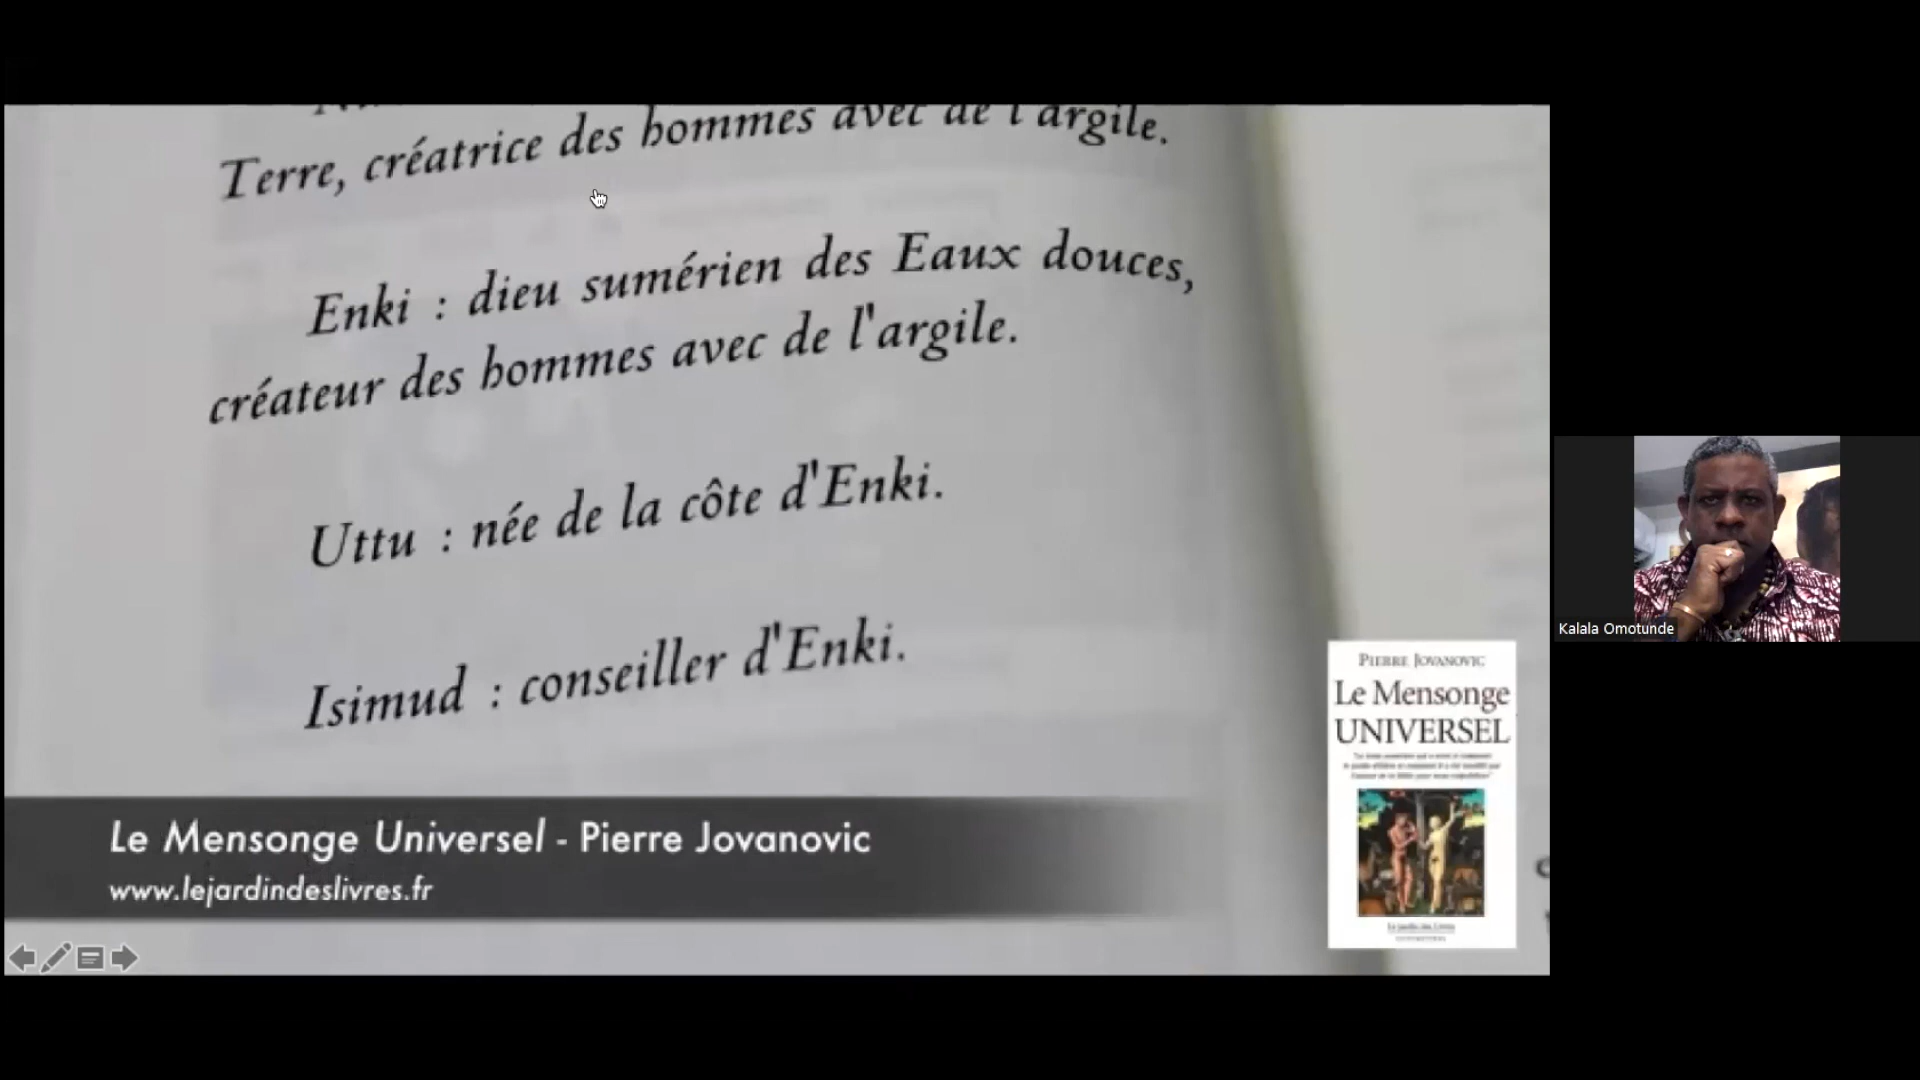 Terre, créatrice des hommes avec de l'argile.
Enki : dieu sumérien des Eaux douces,
créateur des hommes avec de l'argile.
Uttu : née de la côte d'Enki.
Isimud : conseiller d'Enki.
Le Mensonge Universel - Pierre Jovanovic
www.lejardindeslivres.fr
PIERRE JOVANOVIC
Le Mensonge
UNIVERSEL
Kalala Omotunde